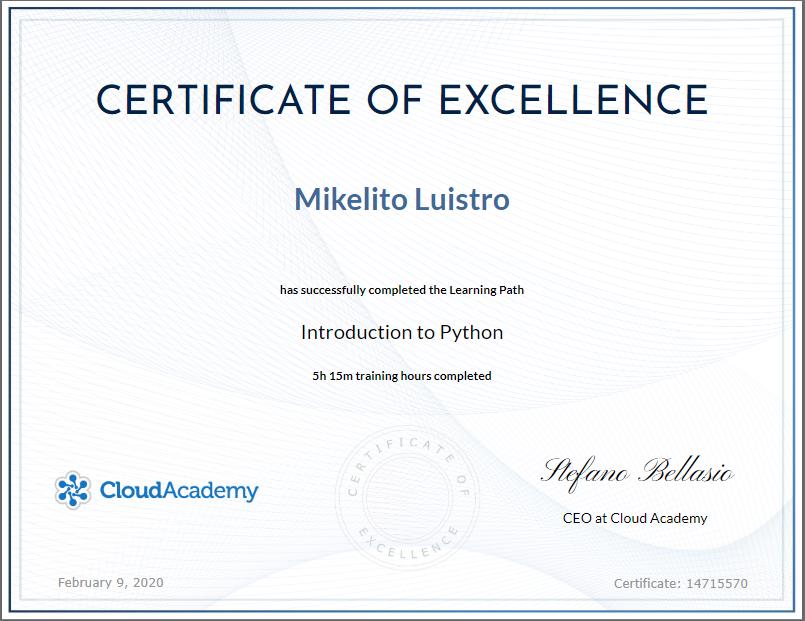 CERTIFICATE OF EXCELLENCE
Mikelito Luistro
has successfully completed the Learning Path
Introduction to Python
5h 15m training hours completed
CERTIFICATE OF
EXCELLENCE
CloudAcademy
Stefano Bellasio
CEO at Cloud Academy
February 9, 2020
Certificate: 14715570